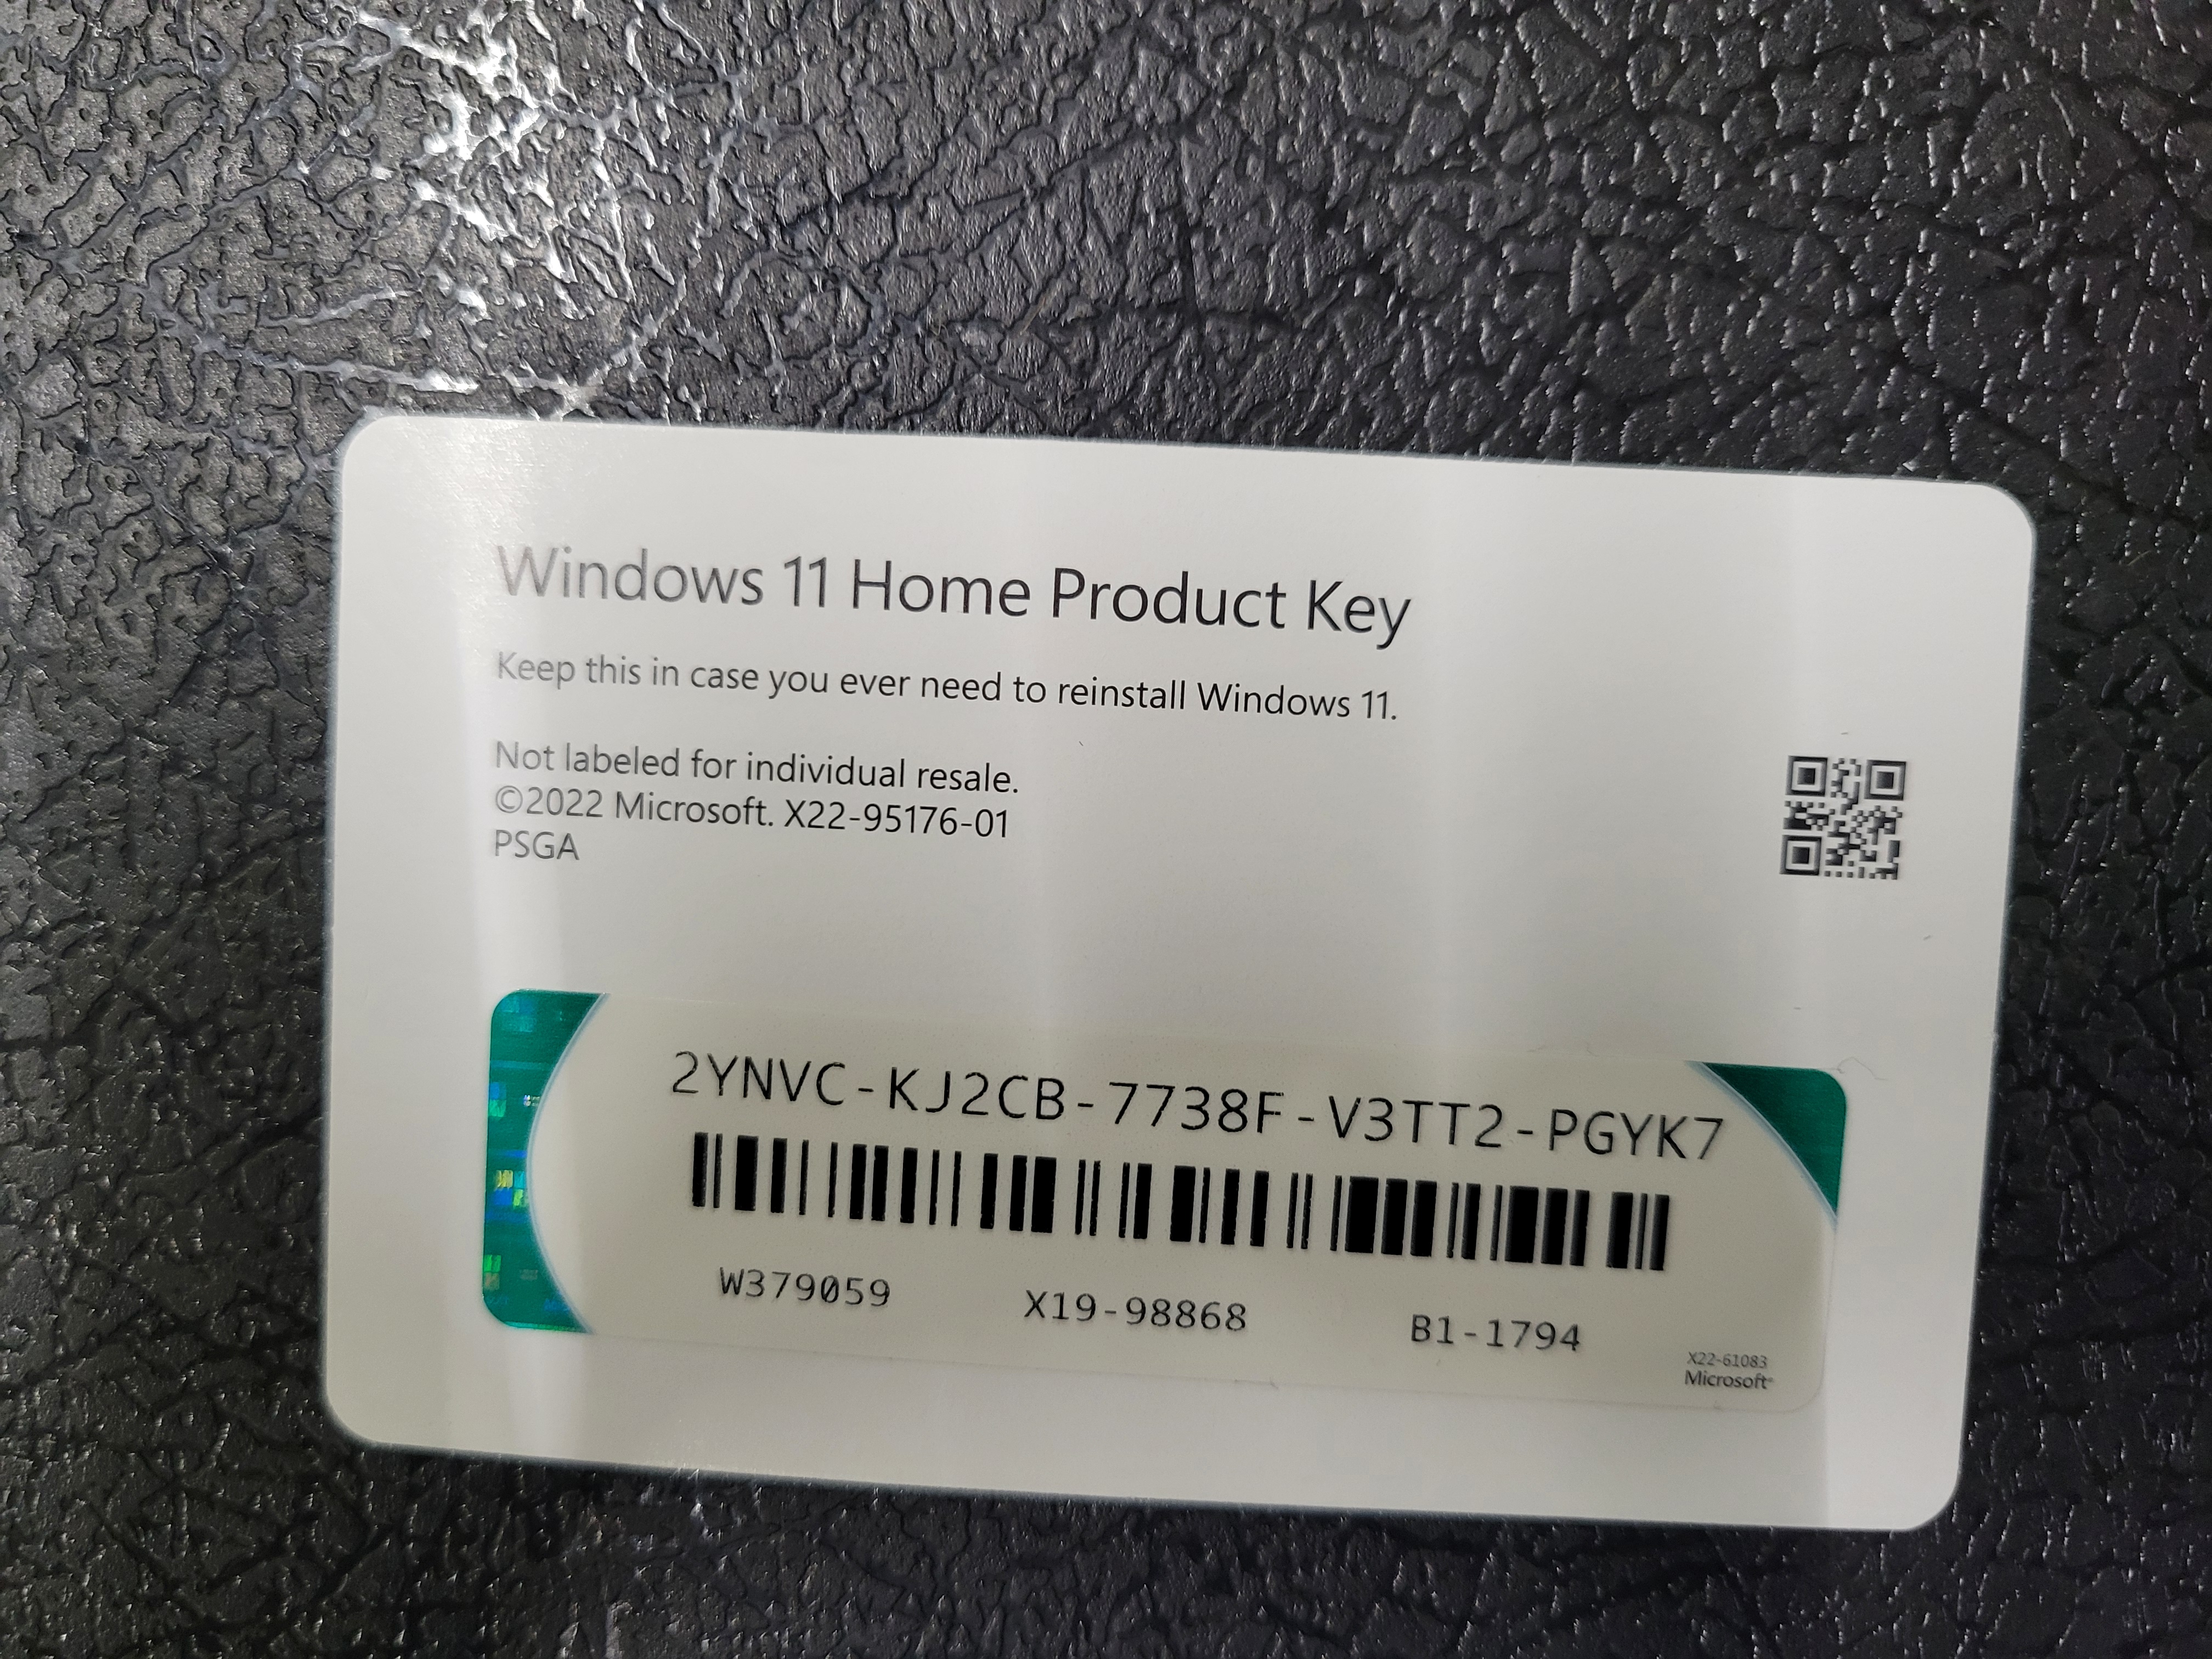 Windows 11 Home Product Key
Keep this in case you ever need to reinstall Windows 11.
Not labeled for individual resale.
©2022 Microsoft. X22-95176-01
PSGA
2YNVC-KJ2CB-7738F-V3TT2-PGYK7
W379059 X19-98868 B1-1794
X22-61083
Microsoft®